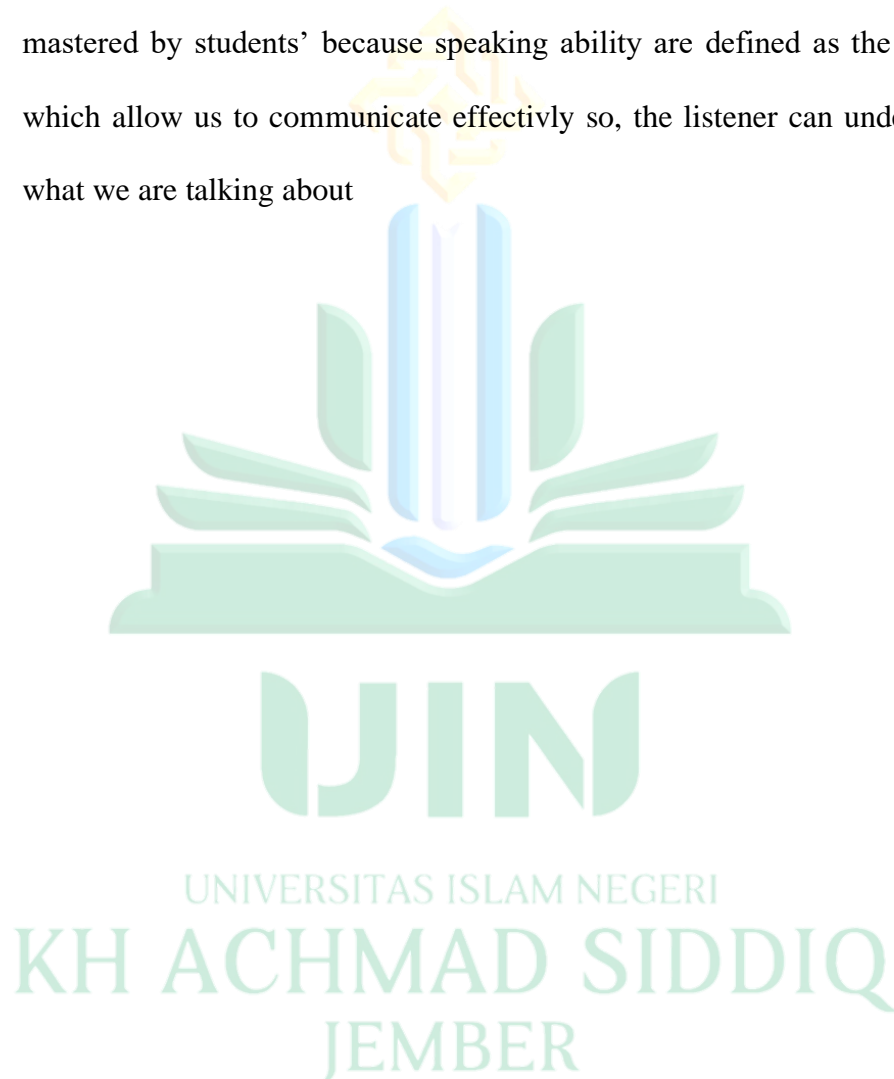 mastered by students’ because speaking ability are defined as the
which allow us to communicate effectivly so, the listener can
what we are talking about
UIN
UNIVERSITAS ISLAM NEGERI
KH ACHMAD SIDDIQ
JEMBER